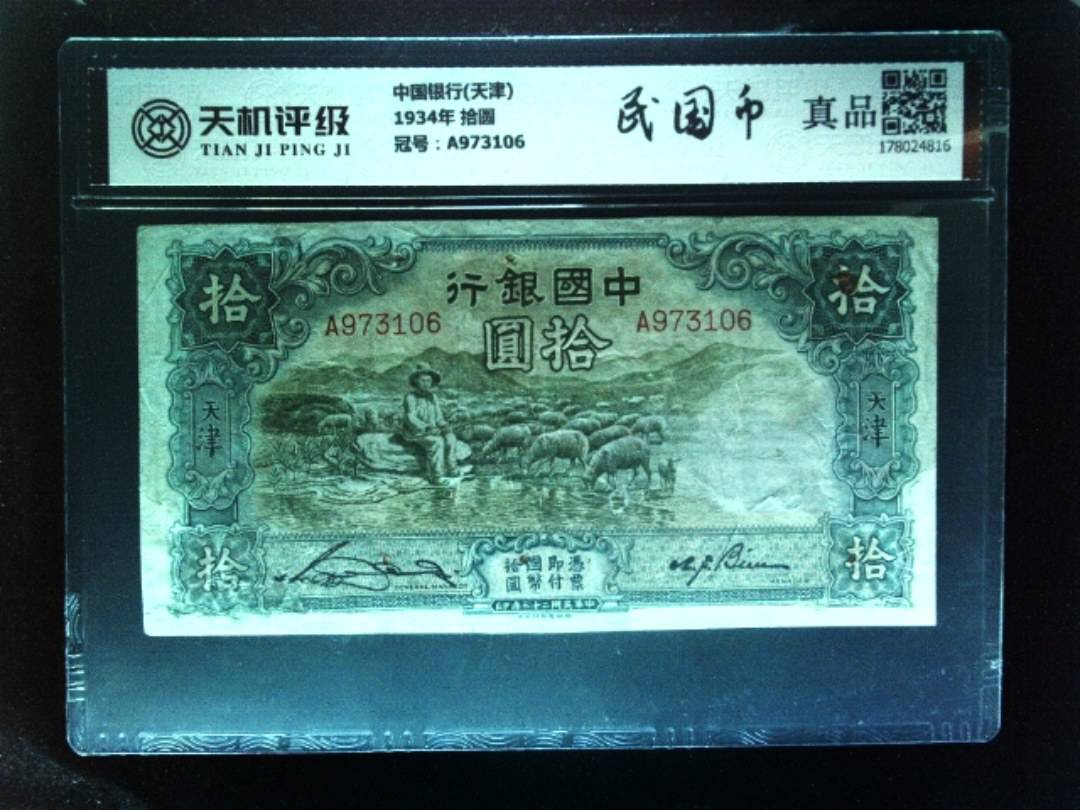 天机评级
TIAN JI PING JI
中国银行(天津)
1934年 拾圆
冠号：A973106
民国币
真品
178024816
拾
行銀國中
拾
A973106
圓拾
A973106
天津
天津
拾
憑票即付國幣拾圓
拾